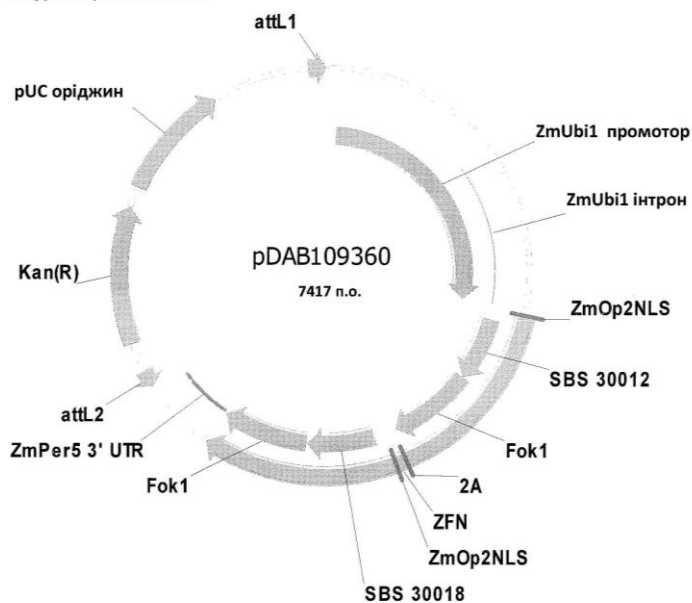 attL1
pUC оріджин
ZmUbi1 промотор
ZmUbi1 інтрон
Kan(R)
pDAB109360
7417 п.о.
ZmOp2NLS
SBS 30012
attL2
ZmPer5 3' UTR
Fok1
Fok1
2A
ZFN
ZmOp2NLS
SBS 30018